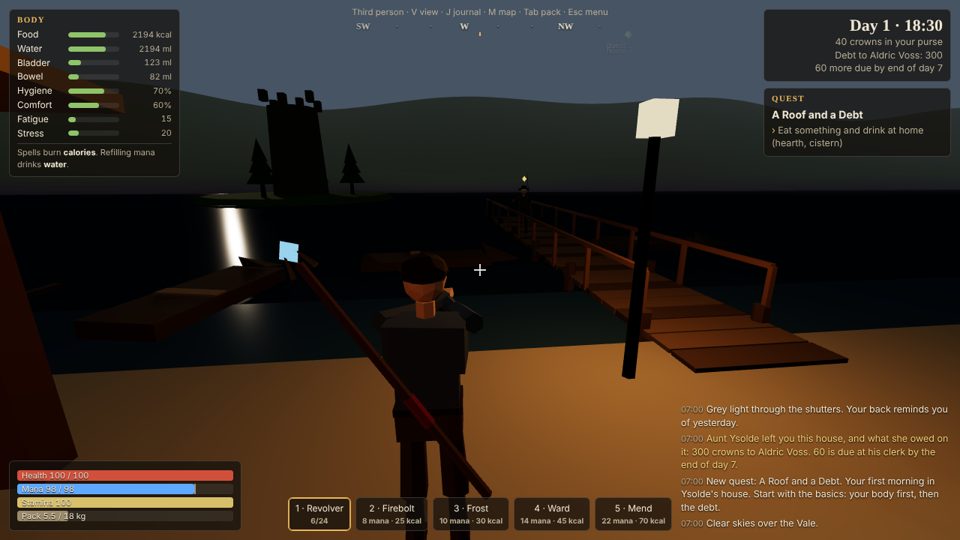 BODY
Food 2194 kcal
Water 2194 ml
Bladder 123 ml
Bowel 82 ml
Hygiene 70%
Comfort 60%
Fatigue 15
Stress 20
Spells burn calories. Refilling mana
drinks water.
Third person · V view · J journal · M map · Tab pack · Esc menu
SW W NW
Day 1 · 18:30
40 crowns in your purse
Debt to Aldric Voss: 300
60 more due by end of day 7
QUEST
A Roof and a Debt
› Eat something and drink at home
(hearth, cistern)
07:00 Grey light through the shutters. Your back reminds you
of yesterday.
07:00 Aunt Ysolde left you this house, and what she owed on
it: 300 crowns to Aldric Voss. 60 is due at his clerk by the
end of day 7.
07:00 New quest: A Roof and a Debt. Your first morning in
Ysolde's house. Start with the basics: your body first, then
the debt.
07:00 Clear skies over the Vale.
Health 100 / 100
Mana 98 / 98
Stamina 100
Pack 5.5 / 18 kg
1 · Revolver
6/24
2 · Firebolt
8 mana · 25 kcal
3 · Frost
10 mana · 30 kcal
4 · Ward
14 mana · 45 kcal
5 · Mend
22 mana · 70 kcal